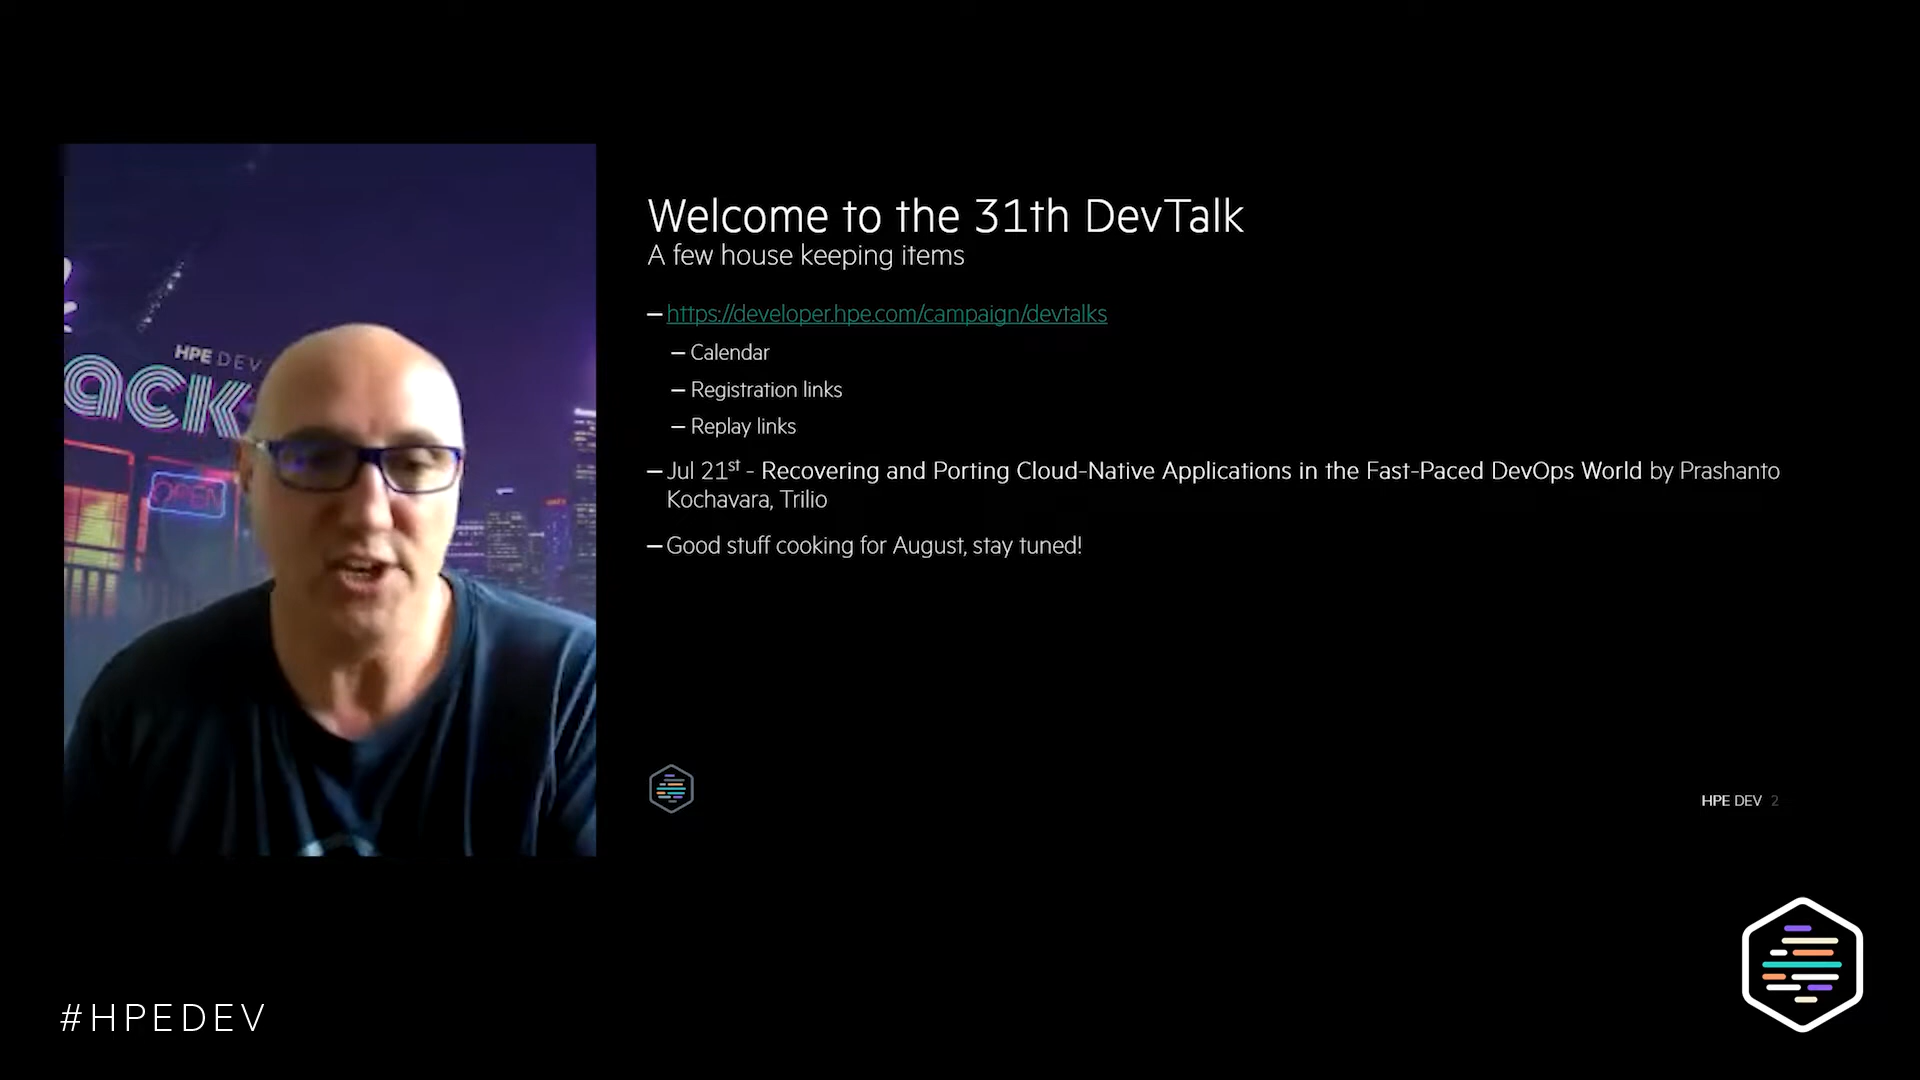 Welcome to the 31th DevTalk
A few house keeping items
– https://developer.hpe.com/campaign/devtalks
– Calendar
– Registration links
– Replay links
– Jul 21st - Recovering and Porting Cloud-Native Applications in the Fast-Paced DevOps World by Prashanto
Kochavara, Trilio
– Good stuff cooking for August, stay tuned!
HPE DEV
ack
OPEN
HPE DEV 2
#HPEDEV